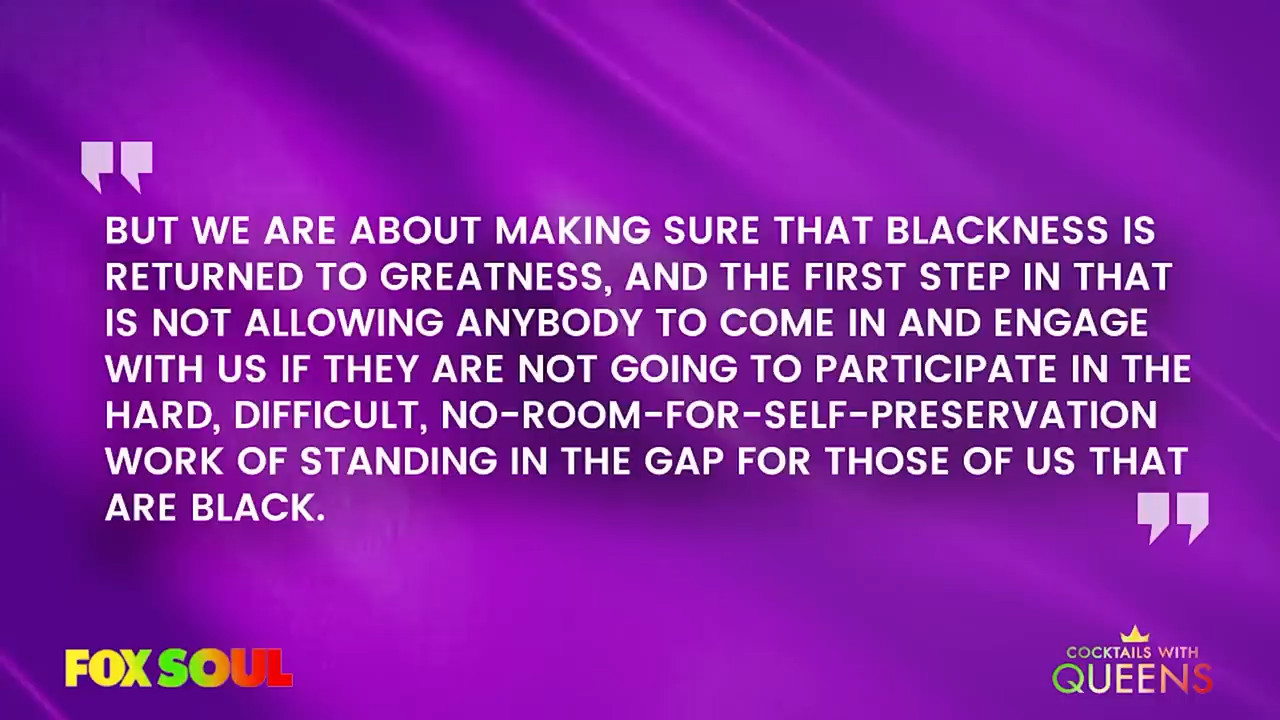 BUT WE ARE ABOUT MAKING SURE THAT BLACKNESS IS
RETURNED TO GREATNESS, AND THE FIRST STEP IN THAT
IS NOT ALLOWING ANYBODY TO COME IN AND ENGAGE
WITH US IF THEY ARE NOT GOING TO PARTICIPATE IN THE
HARD, DIFFICULT, NO-ROOM-FOR-SELF-PRESERVATION
WORK OF STANDING IN THE GAP FOR THOSE OF US THAT
ARE BLACK.
FOX SOUL
COCKTAILS WITH
QUEENS